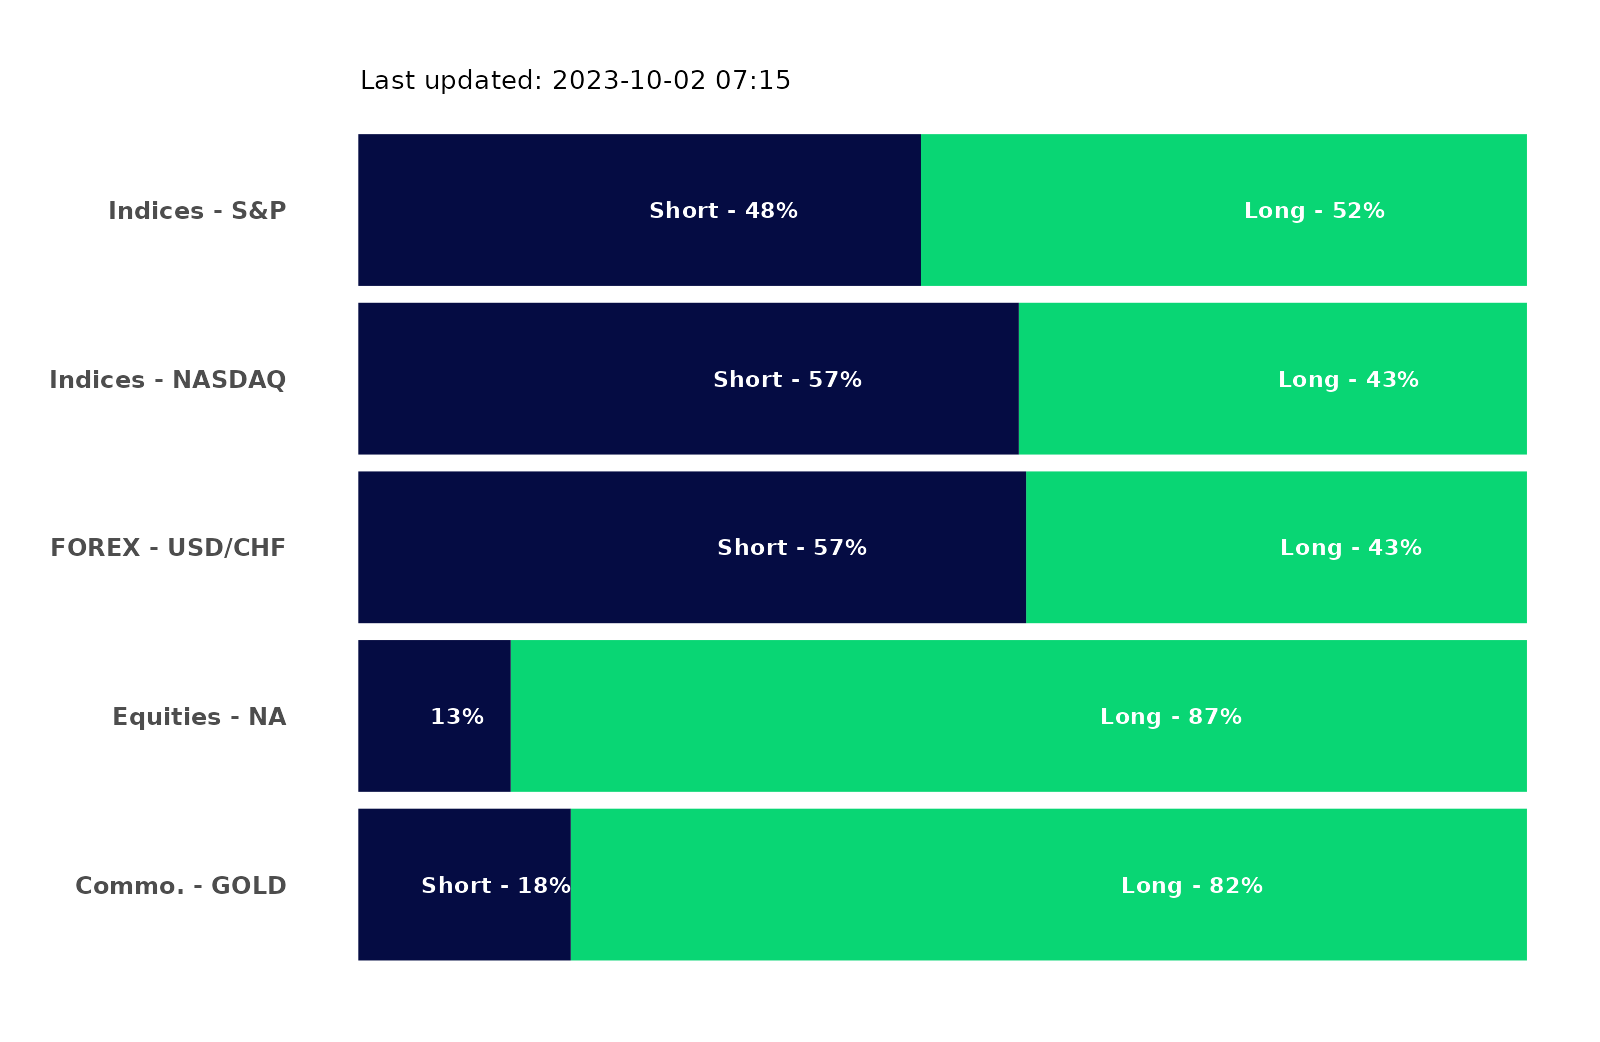 Last updated: 2023-10-02 07:15
Indices - S&P Short - 48% Long - 52%
Indices - NASDAQ Short - 57% Long - 43%
FOREX - USD/CHF Short - 57% Long - 43%
Equities - NA 13% Long - 87%
Commo. - GOLD Short - 18% Long - 82%